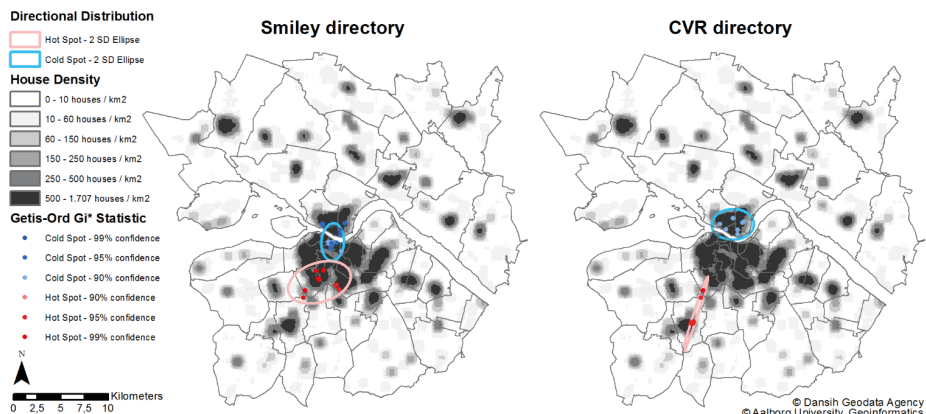 Directional Distribution
Hot Spot - 2 SD Ellipse
Cold Spot - 2 SD Ellipse
House Density
0 - 10 houses / km2
10 - 60 houses / km2
60 - 150 houses / km2
150 - 250 houses / km2
250 - 500 houses / km2
500 - 1.707 houses / km2
Getis-Ord Gi* Statistic
Cold Spot - 99% confidence
Cold Spot - 95% confidence
Cold Spot - 90% confidence
Hot Spot - 90% confidence
Hot Spot - 95% confidence
Hot Spot - 99% confidence
N
Kilometers
0 2,5 5 7,5 10
Smiley directory
CVR directory
© Dansih Geodata Agency
© Aalborg University, Geoinformatics